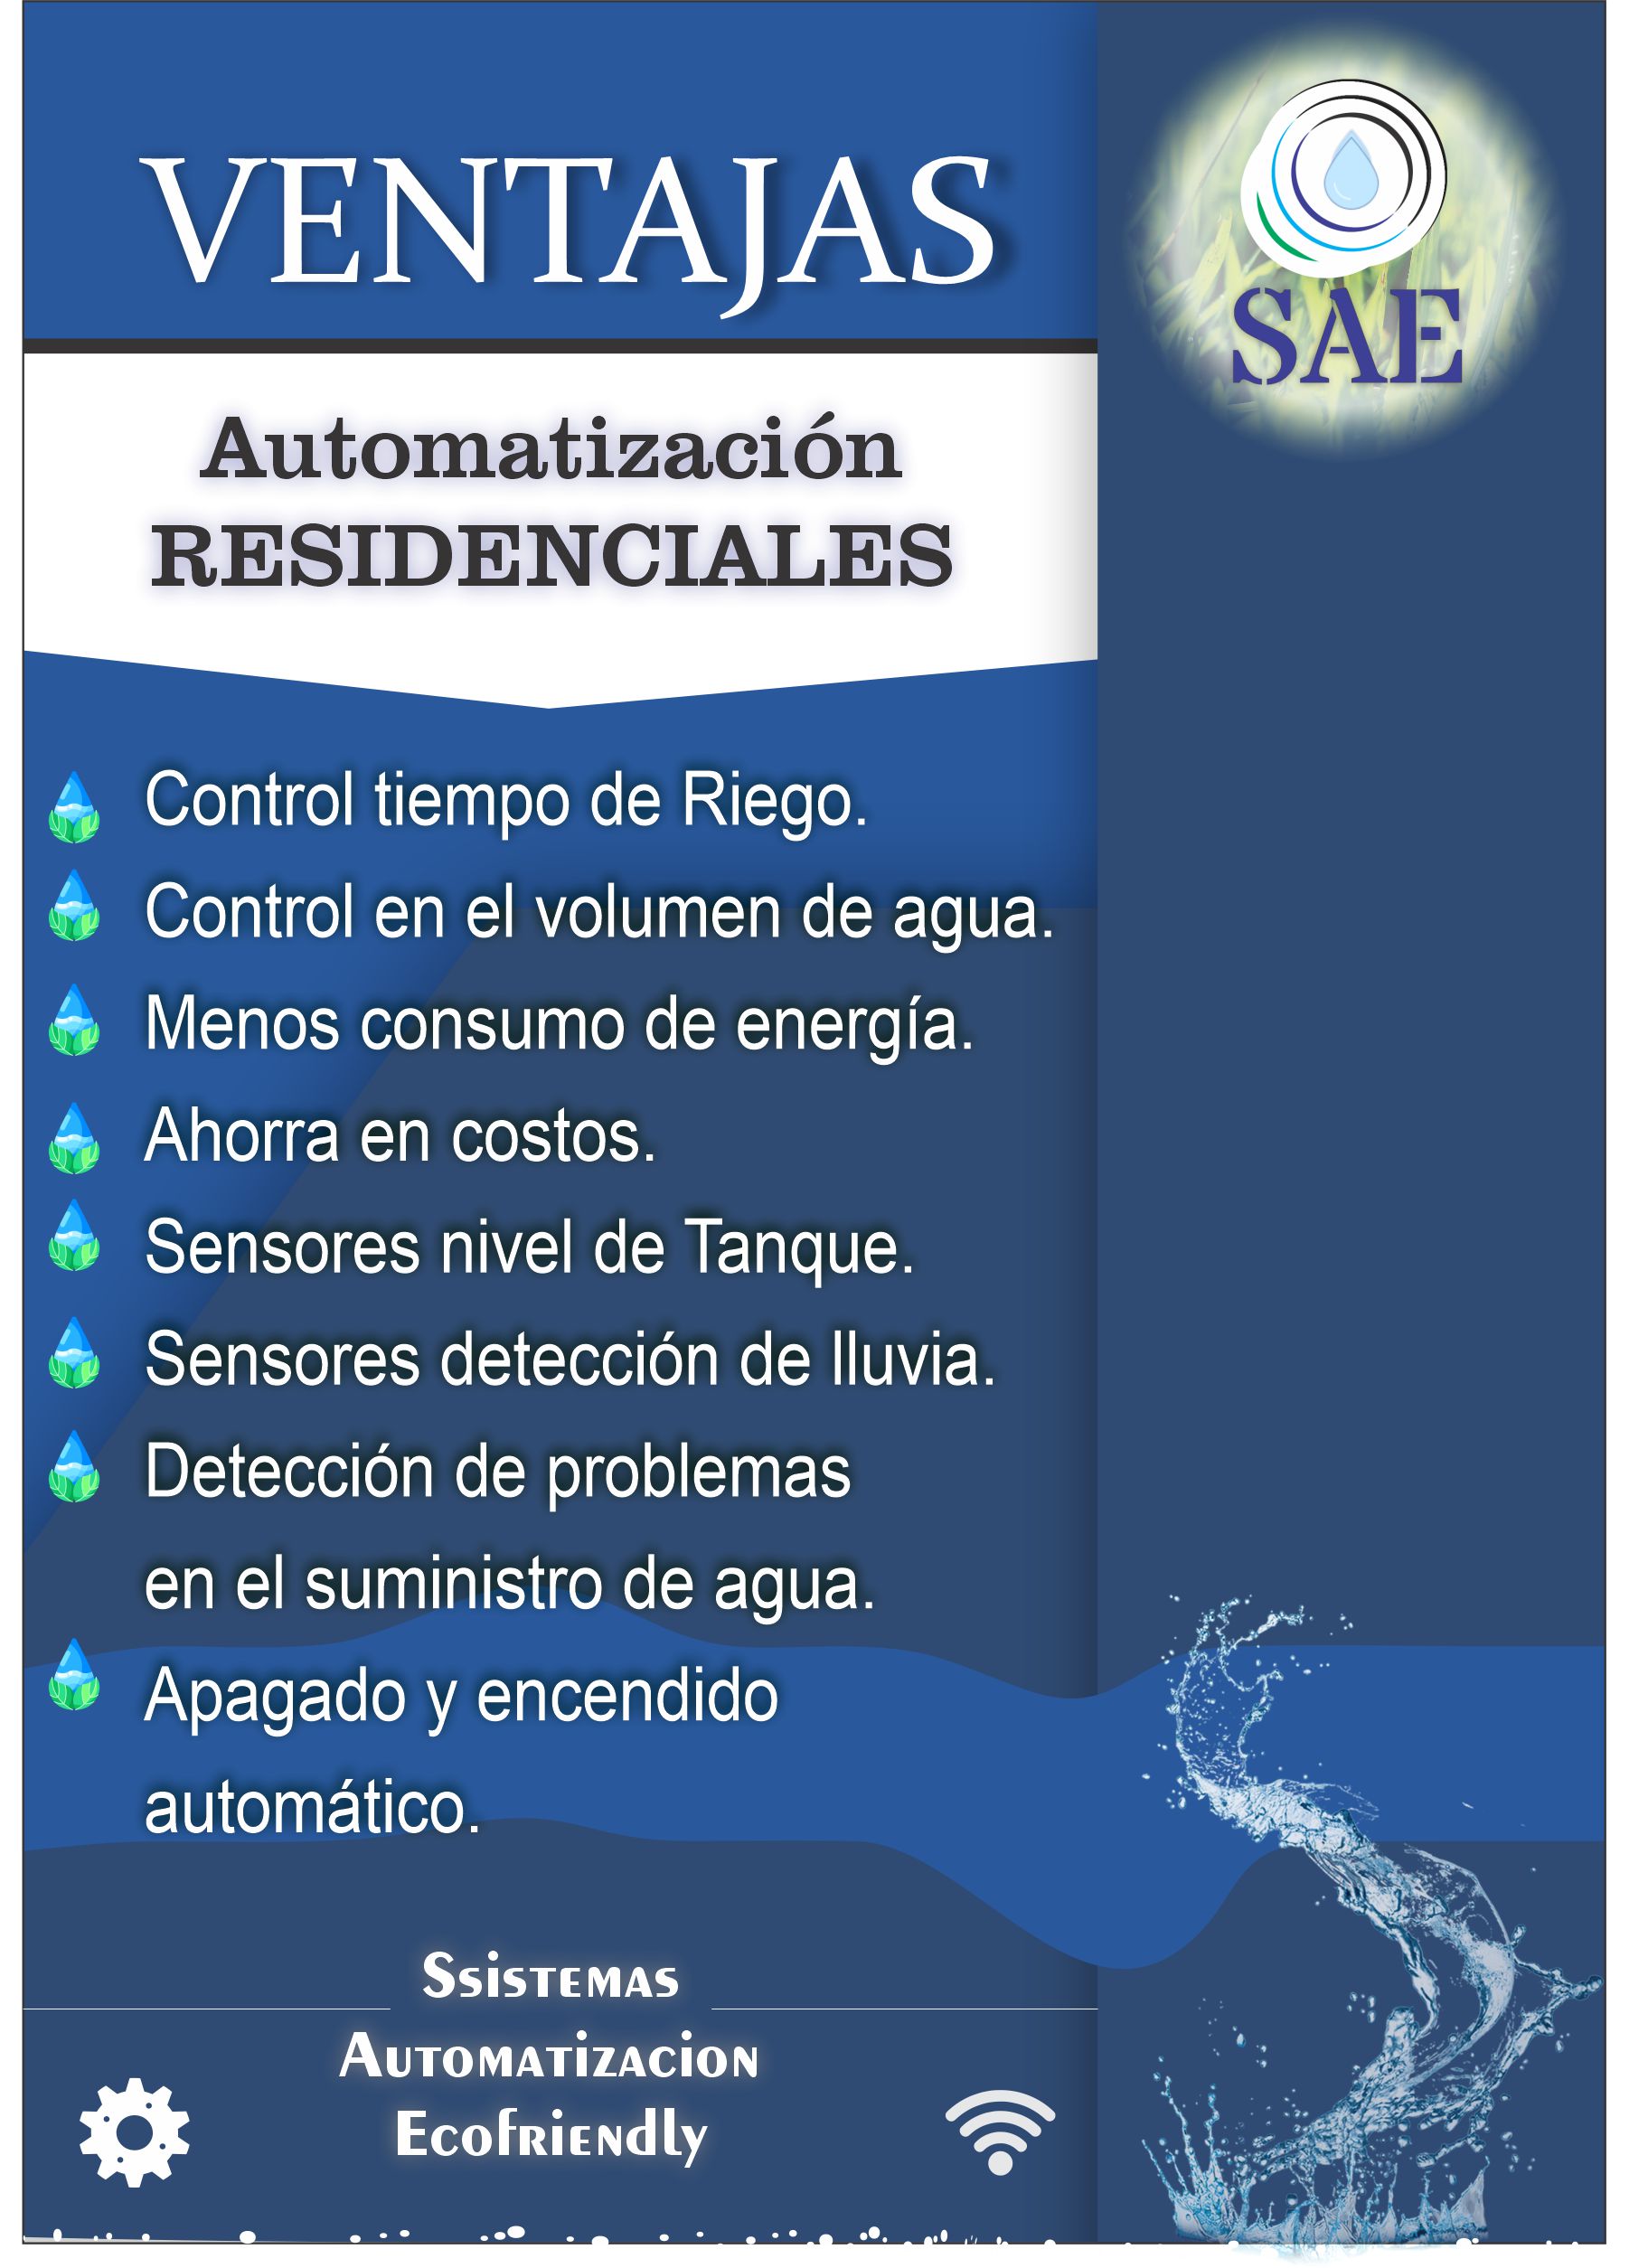 VENTAJAS
SAE
Automatización
RESIDENCIALES
Control tiempo de Riego.
Control en el volumen de agua.
Menos consumo de energía.
Ahorra en costos.
Sensores nivel de Tanque.
Sensores detección de lluvia.
Detección de problemas
en el suministro de agua.
Apagado y encendido
automático.
Ssistemas
Automatizacion
Ecofriendly